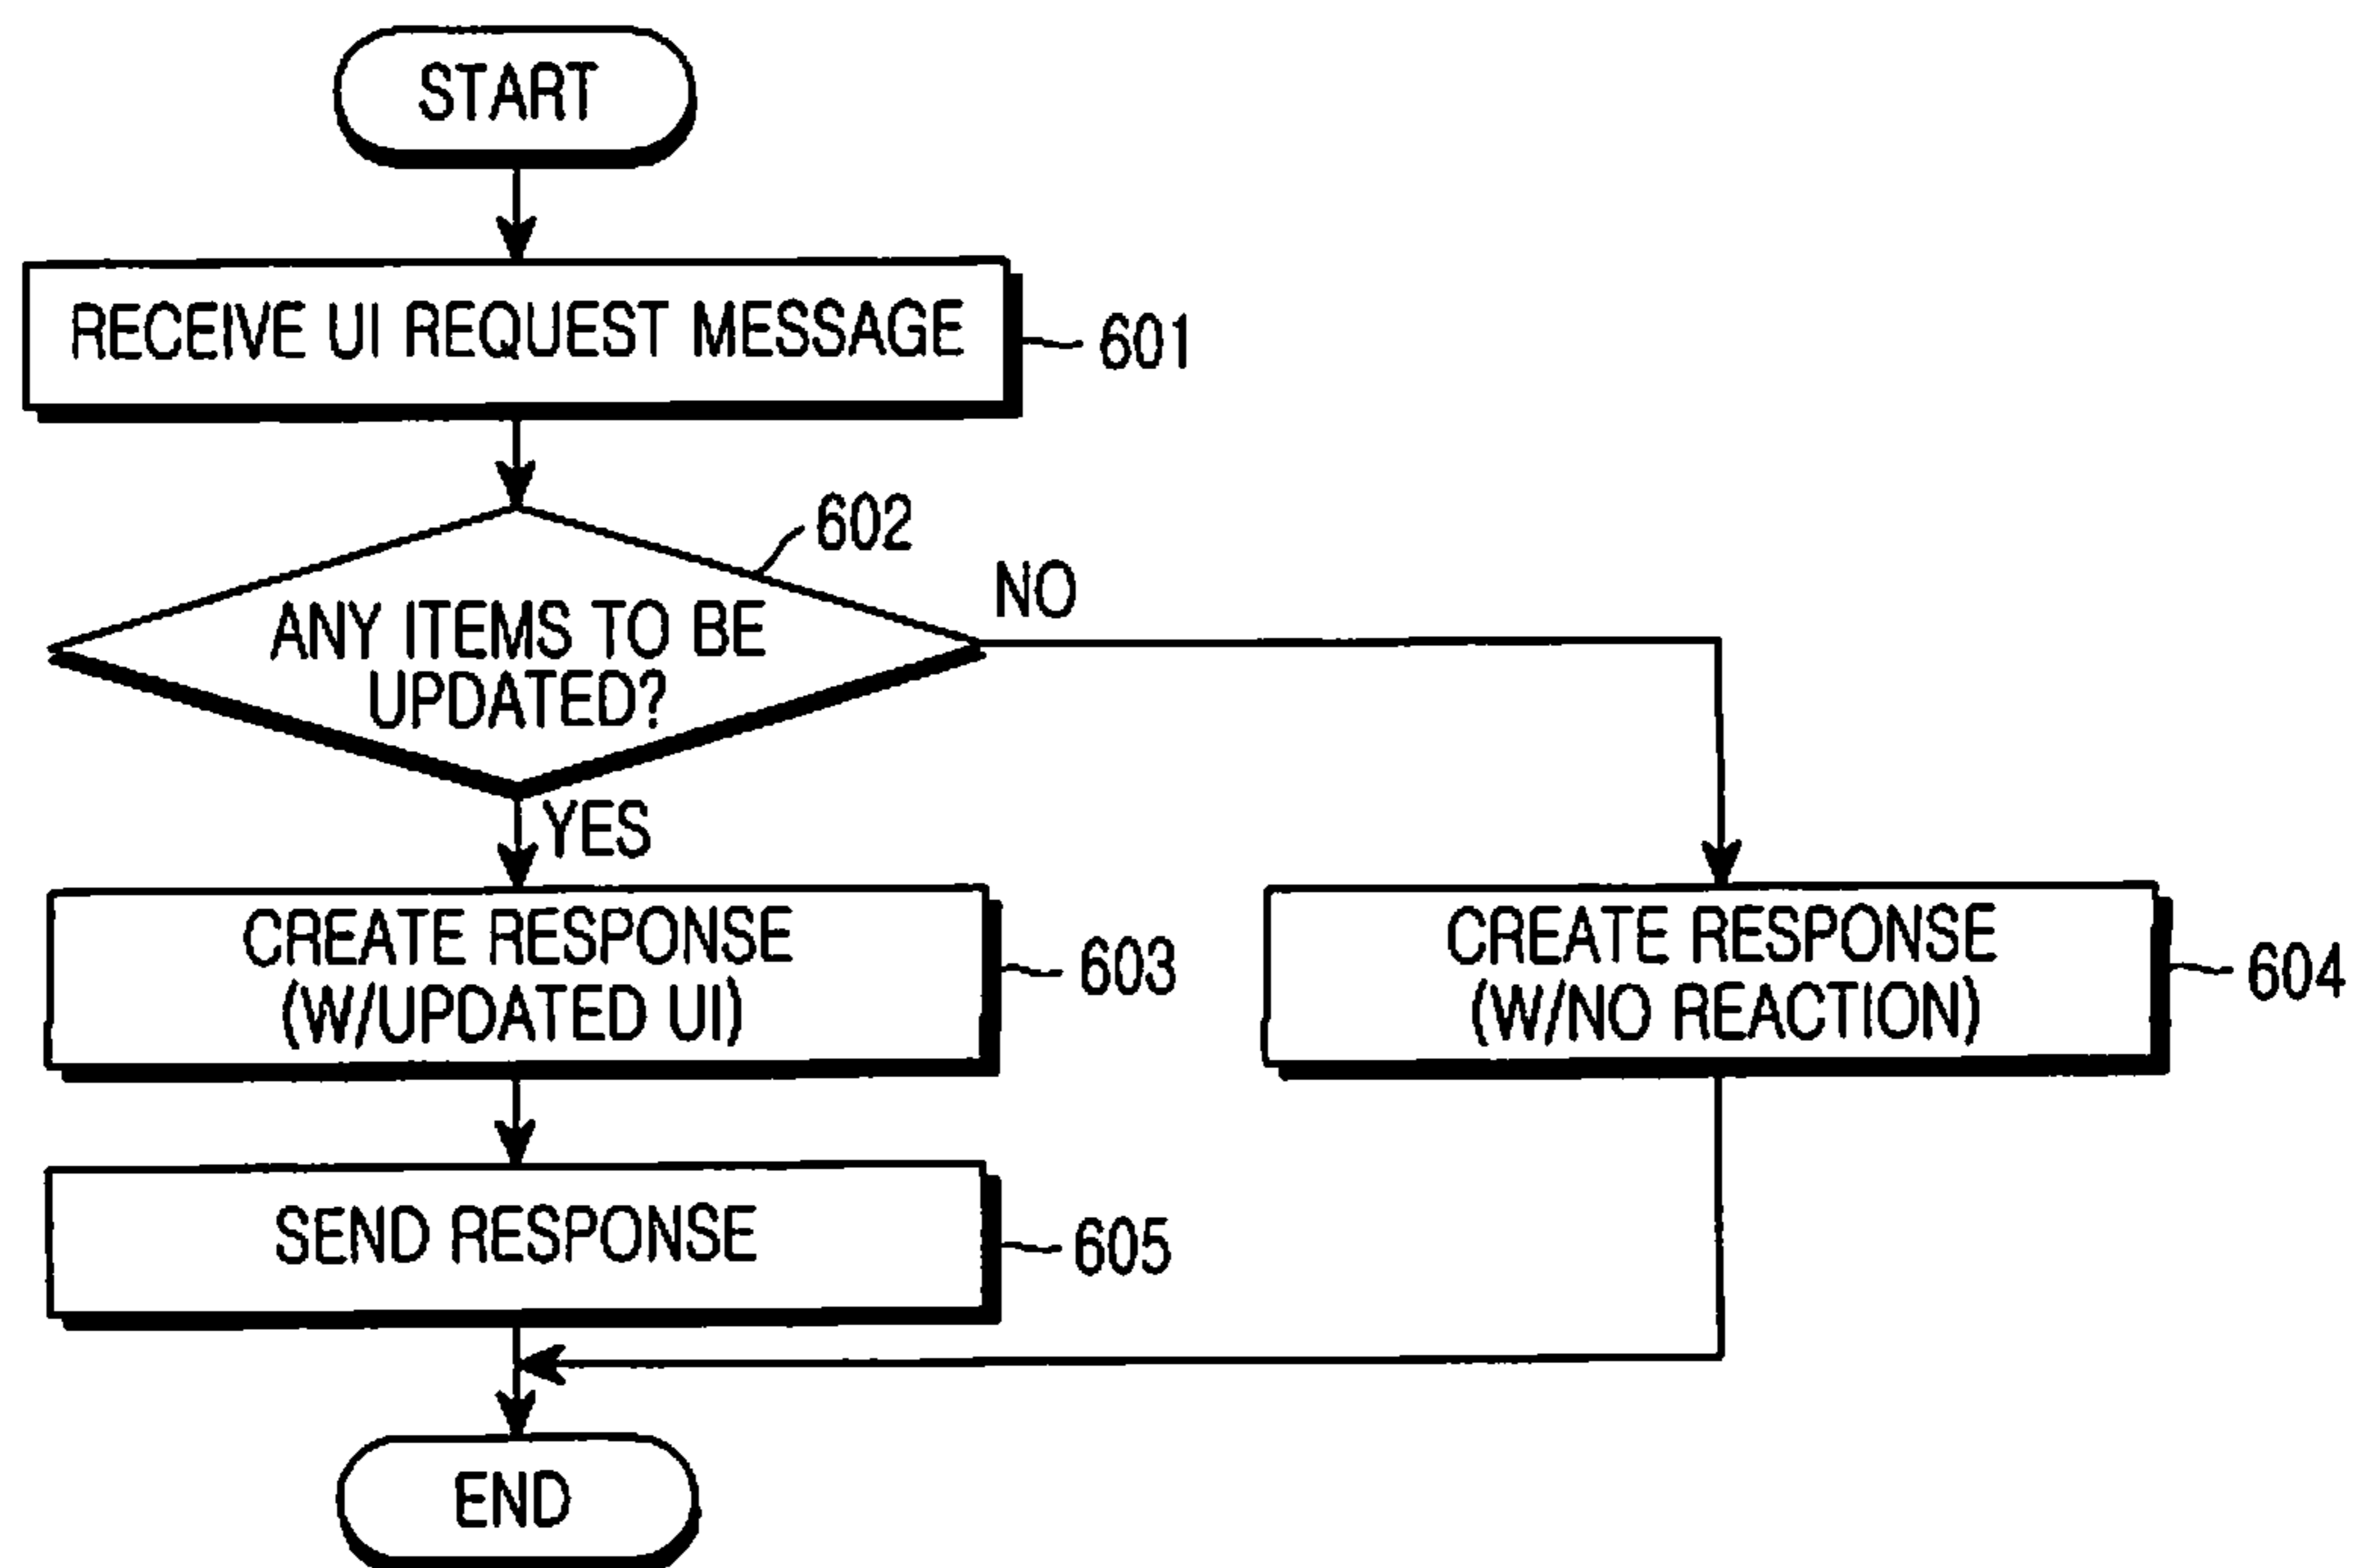 START
RECEIVE UI REQUEST MESSAGE
601
602
NO
ANY ITEMS TO BE
UPDATED?
YES
CREATE RESPONSE
(W/UPDATED UI)
603
CREATE RESPONSE
(W/NO REACTION)
604
SEND RESPONSE
605
END